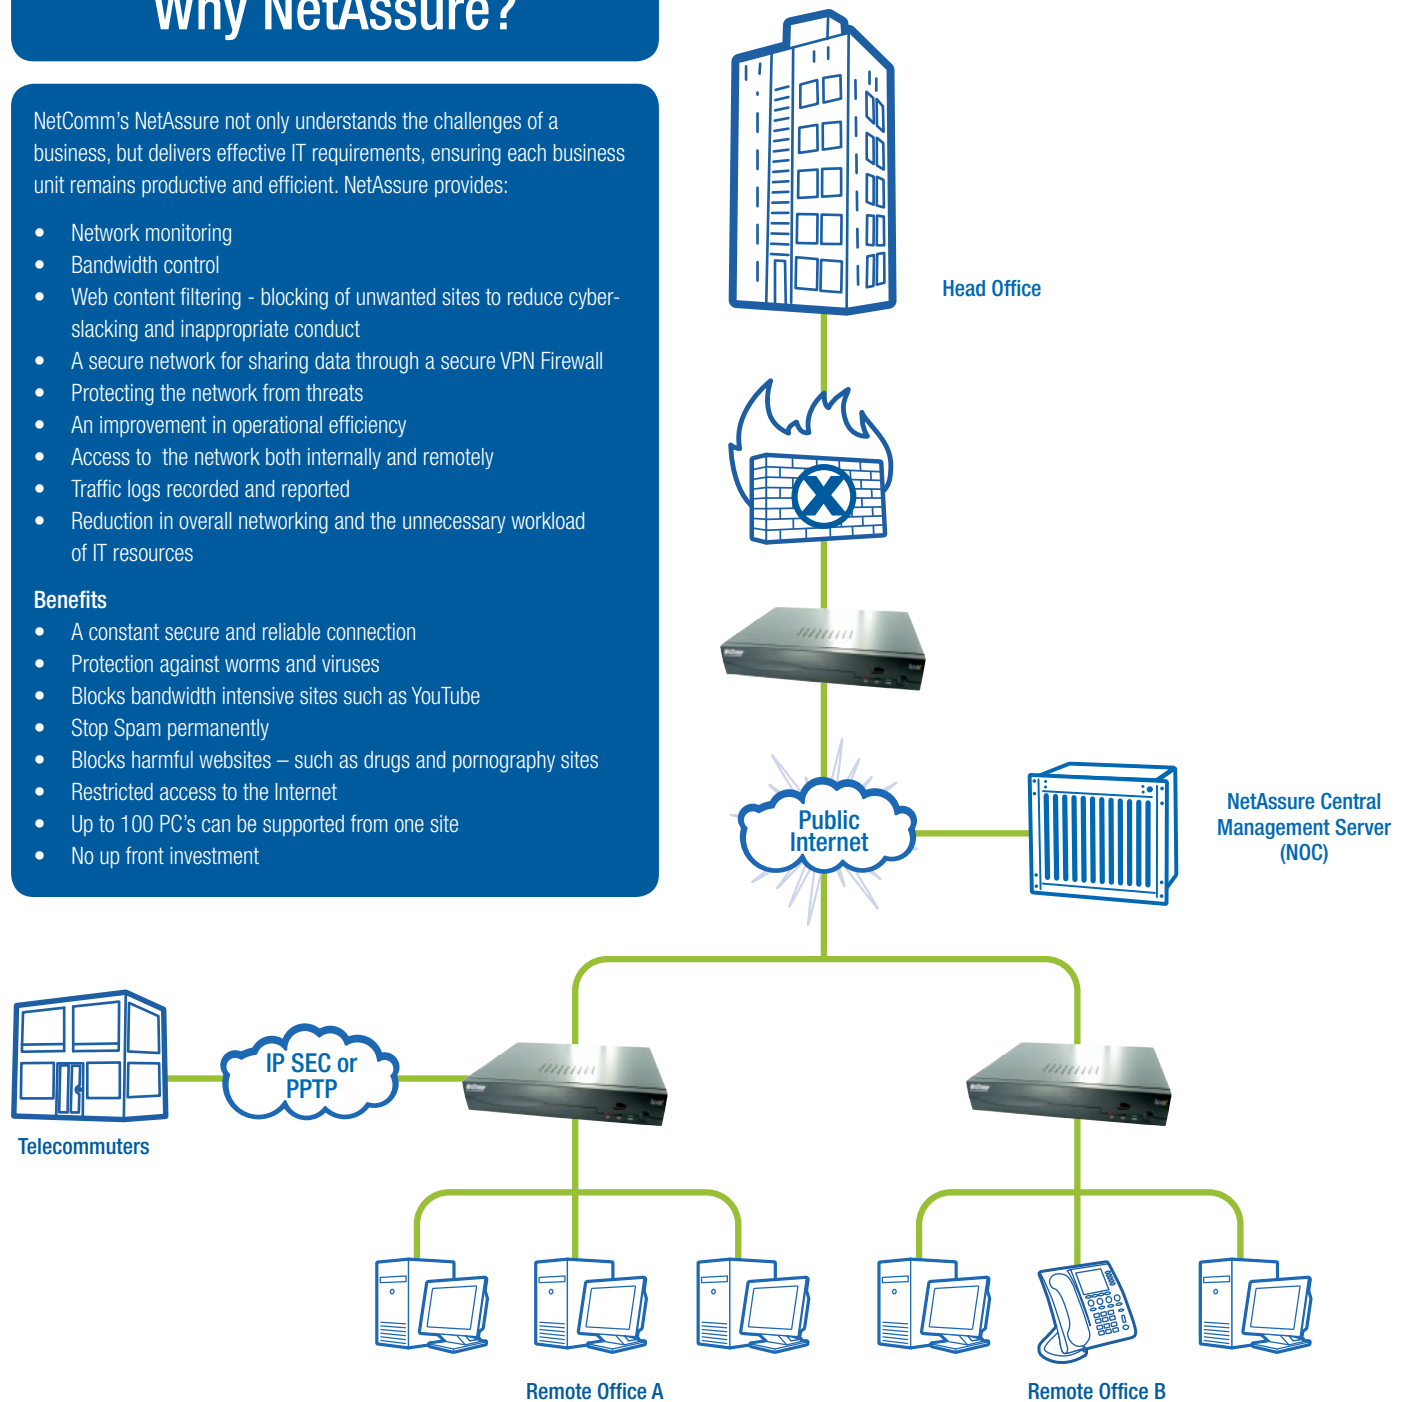 Why NetAssure?
NetComm's NetAssure not only understands the challenges of a
business, but delivers effective IT requirements, ensuring each business
unit remains productive and efficient. NetAssure provides:
• Network monitoring
• Bandwidth control
• Web content filtering - blocking of unwanted sites to reduce cyber-
slacking and inappropriate conduct
• A secure network for sharing data through a secure VPN Firewall
• Protecting the network from threats
• An improvement in operational efficiency
• Access to  the network both internally and remotely
• Traffic logs recorded and reported
• Reduction in overall networking and the unnecessary workload
of IT resources
Benefits
• A constant secure and reliable connection
• Protection against worms and viruses
• Blocks bandwidth intensive sites such as YouTube
• Stop Spam permanently
• Blocks harmful websites – such as drugs and pornography sites
• Restricted access to the Internet
• Up to 100 PC's can be supported from one site
• No up front investment
Head Office
X
Public
Internet
NetAssure Central
Management Server
(NOC)
IP SEC or
PPTP
Telecommuters
Remote Office A
Remote Office B